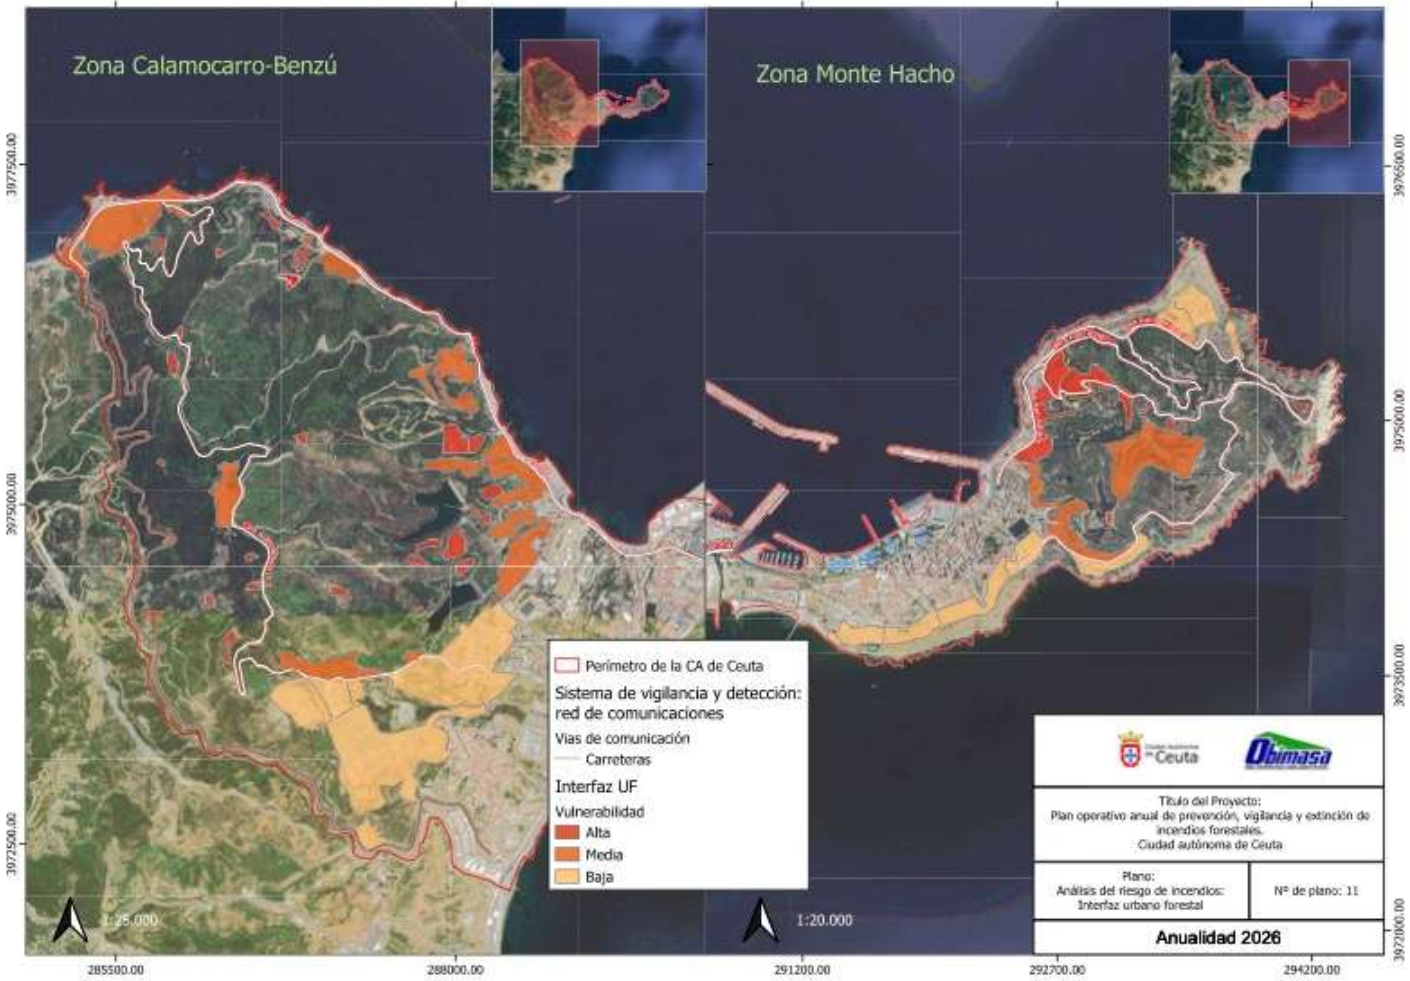 Zona Calamocarro-Benzú
Zona Monte Hacho
3977500.00
3975000.00
3972500.00
3976500.00
3975000.00
3973500.00
3972000.00
Perímetro de la CA de Ceuta
Sistema de vigilancia y detección:
red de comunicaciones
Vias de comunicación
Carreteras
Interfaz UF
Vulnerabilidad
Alta
Media
Baja
1:25.000
1:20.000
Ciudad Autónoma
de Ceuta
Obimasa
Título del Proyecto:
Plan operativo anual de prevención, vigilancia y extinción de
incendios forestales.
Ciudad autónoma de Ceuta
Plano:
Análisis del riesgo de incendios:
Interfaz urbano forestal
Nº de plano: 11
Anualidad 2026
285500.00
288000.00
291200.00
292700.00
294200.00